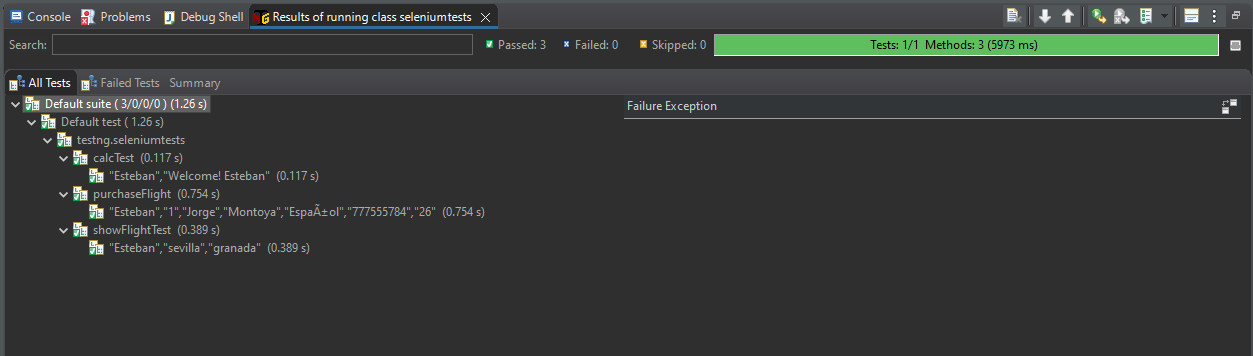 Console Problems Debug Shell Results of running class seleniumtests
Search: Passed: 3 Failed: 0 Skipped: 0 Tests: 1/1 Methods: 3 (5973 ms)
All Tests Failed Tests Summary
Default suite ( 3/0/0/0 ) (1.26 s) Failure Exception
Default test ( 1.26 s)
testng.seleniumtests
calcTest (0.117 s)
"Esteban","Welcome! Esteban" (0.117 s)
purchaseFlight (0.754 s)
"Esteban","1","Jorge","Montoya","EspaÃ±ol","777555784","26" (0.754 s)
showFlightTest (0.389 s)
"Esteban","sevilla","granada" (0.389 s)